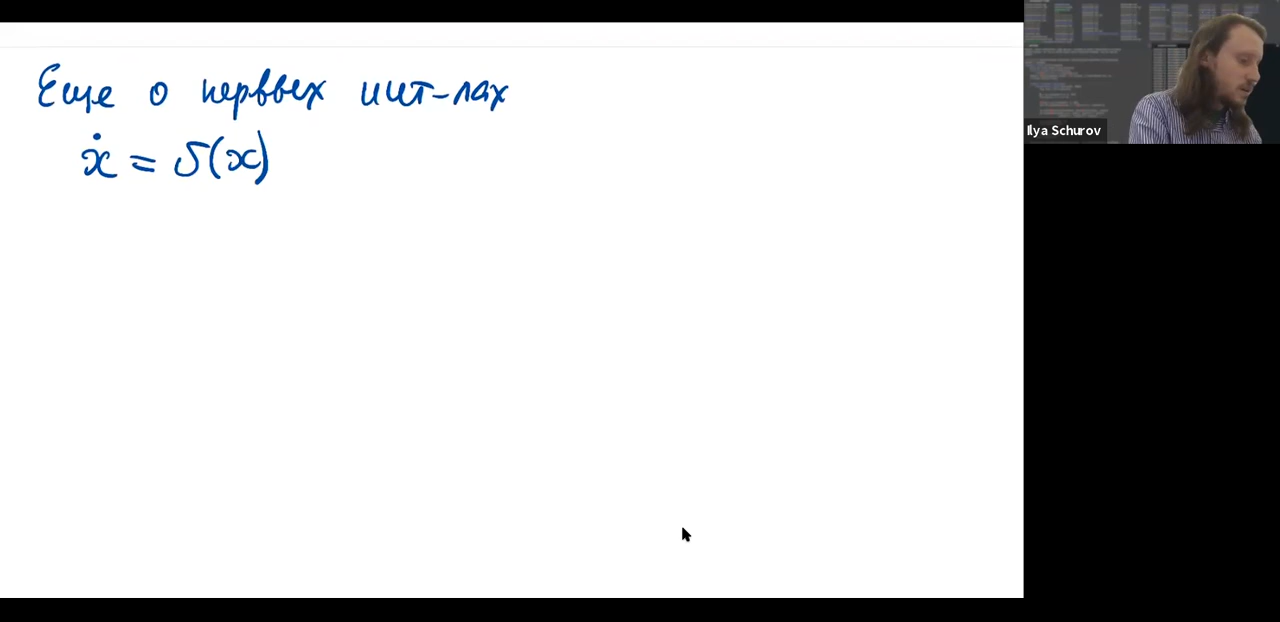 Еще о первых инт-лах
ẋ = v(x)
Ilya Schurov